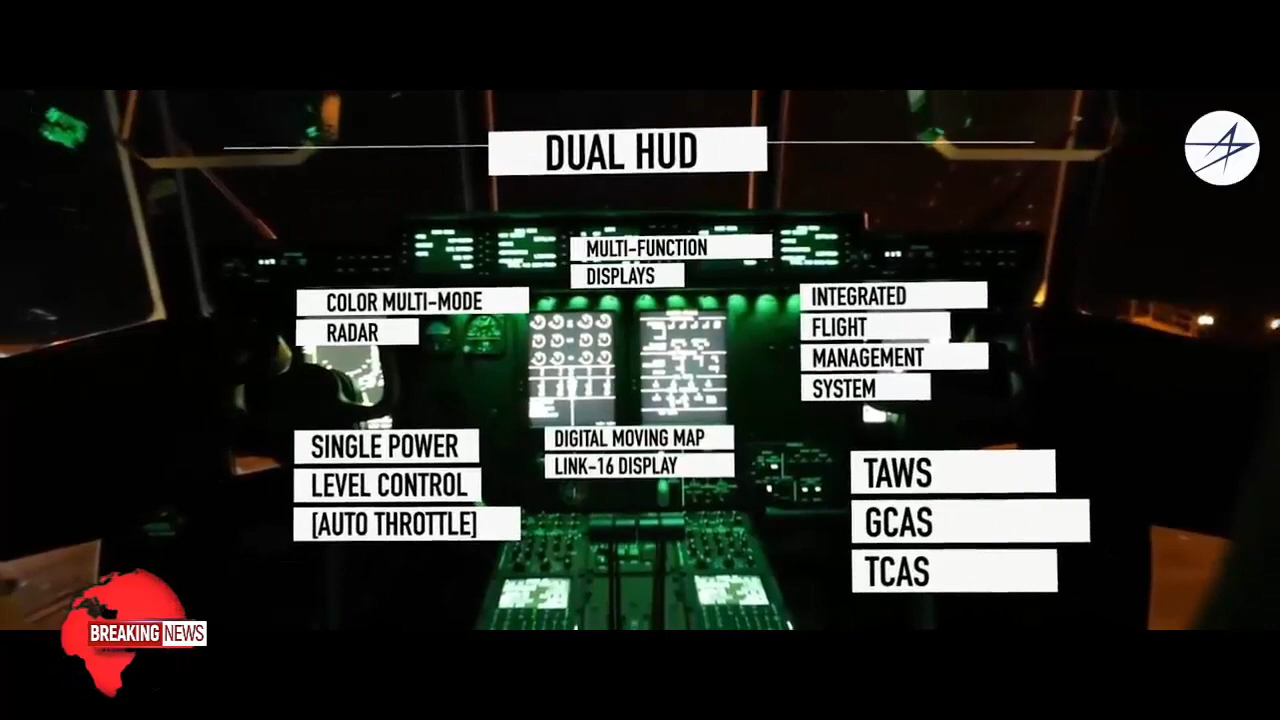 DUAL HUD
MULTI-FUNCTION
DISPLAYS
COLOR MULTI-MODE
RADAR
INTEGRATED
FLIGHT
MANAGEMENT
SYSTEM
SINGLE POWER
LEVEL CONTROL
[AUTO THROTTLE]
DIGITAL MOVING MAP
LINK-16 DISPLAY
TAWS
GCAS
TCAS
BREAKING NEWS